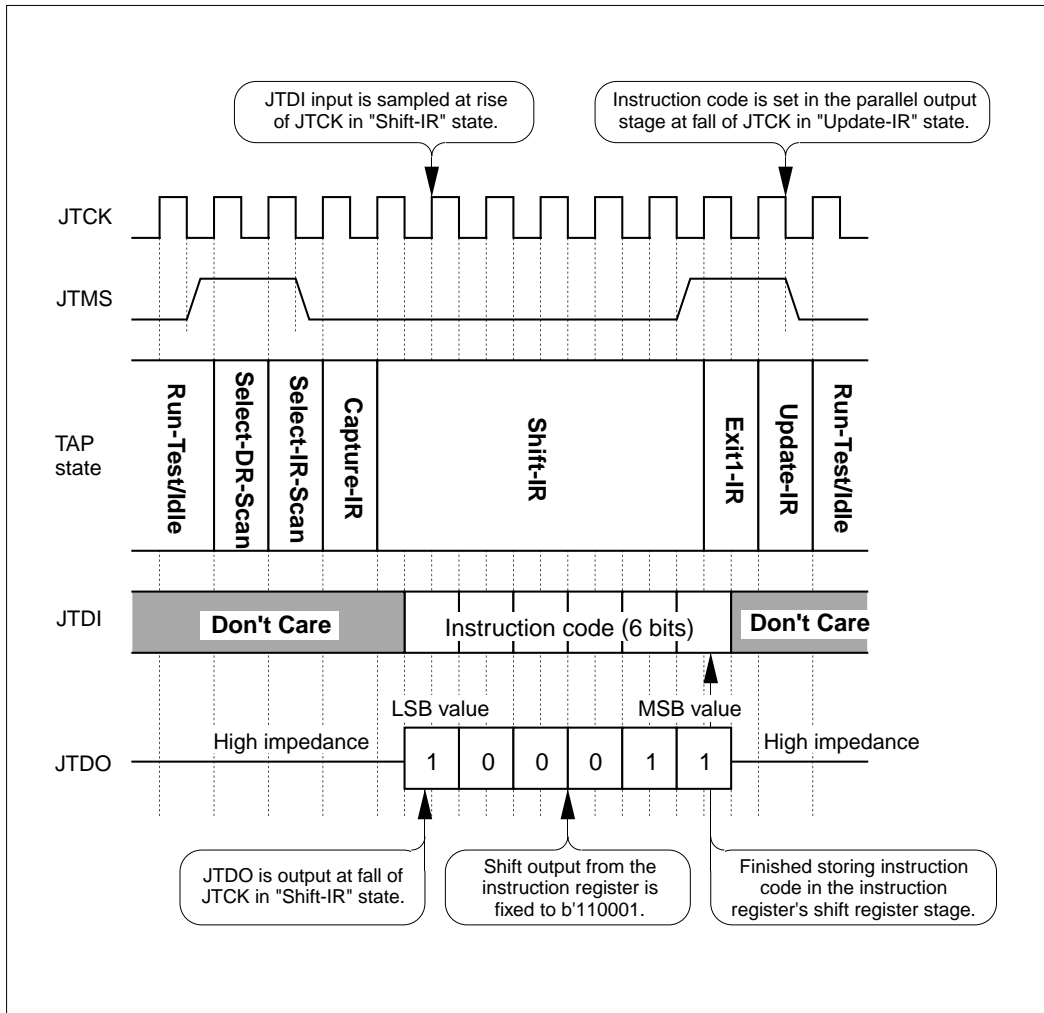 JTDI input is sampled at rise
of JTCK in "Shift-IR" state.
Instruction code is set in the parallel output
stage at fall of JTCK in "Update-IR" state.
JTCK
JTMS
TAP
state
Run-Test/Idle
Select-DR-Scan
Select-IR-Scan
Capture-IR
Shift-IR
Exit1-IR
Update-IR
Run-Test/Idle
JTDI
Don't Care
Instruction code (6 bits)
Don't Care
LSB value
MSB value
JTDO
High impedance
1 0 0 0 1 1
High impedance
JTDO is output at fall of
JTCK in "Shift-IR" state.
Shift output from the
instruction register is
fixed to b'110001.
Finished storing instruction
code in the instruction
register's shift register stage.